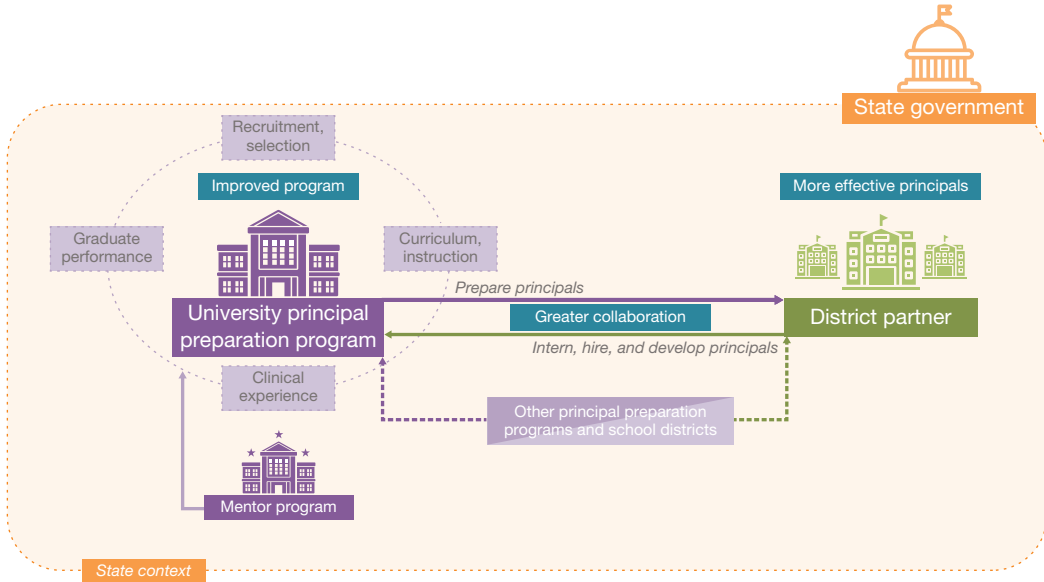 State government
Recruitment,
selection
Improved program
More effective principals
Graduate
performance
Curriculum,
instruction
Prepare principals
University principal
preparation program
Greater collaboration
District partner
Intern, hire, and develop principals
Clinical
experience
Other principal preparation
programs and school districts
Mentor program
State context